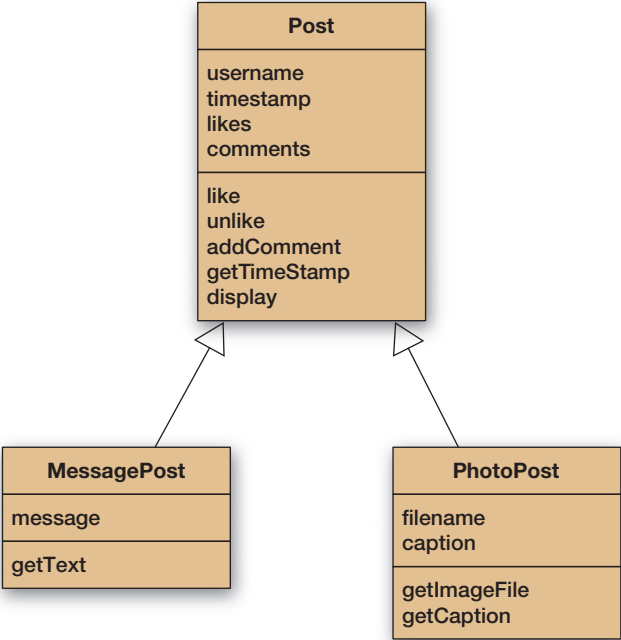 Post
username
timestamp
likes
comments
like
unlike
addComment
getTimeStamp
display
MessagePost
message
getText
PhotoPost
filename
caption
getImageFile
getCaption